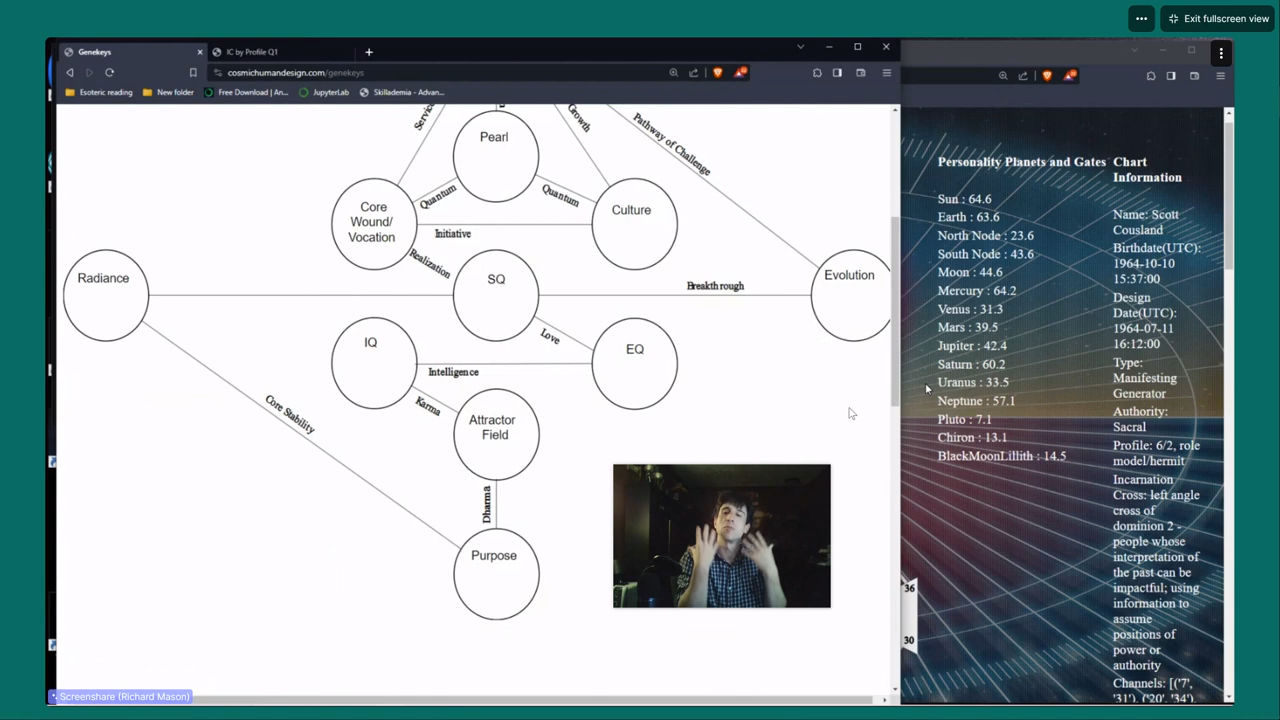 Exit fullscreen view
Genekeys
IC by Profile Q1
cosmichumandesign.com/genekeys
Esoteric reading
New folder
Free Download | An...
JupyterLab
Skillademia - Advan...
Growth
Pathway of Challenge
Pearl
Quantum
Quantum
Core
Wound/
Vocation
Culture
Initiative
Realization
Radiance
SQ
Evolution
Breakthrough
Love
IQ
EQ
Intelligence
Karma
Core Stability
Attractor
Field
Dharma
Purpose
Personality Planets and Gates
Sun : 64.6
Earth : 63.6
North Node : 23.6
South Node : 43.6
Moon : 44.6
Mercury : 64.2
Venus : 31.3
Mars : 39.5
Jupiter : 42.4
Saturn : 60.2
Uranus : 33.5
Neptune : 57.1
Pluto : 7.1
Chiron : 13.1
BlackMoonLillith : 14.5
Chart
Information
Name: Scott
Cousland
Birthdate(UTC):
1964-10-10
15:37:00
Design
Date(UTC):
1964-07-11
16:12:00
Type:
Manifesting
Generator
Authority:
Sacral
Profile: 6/2, role
model/hermit
Incarnation
Cross: left angle
cross of
dominion 2 -
people whose
interpretation of
the past can be
impactful; using
information to
assume
positions of
power or
authority
Channels: [('7',
'31'), ('20', '34'),
36
30
Screenshare (Richard Mason)